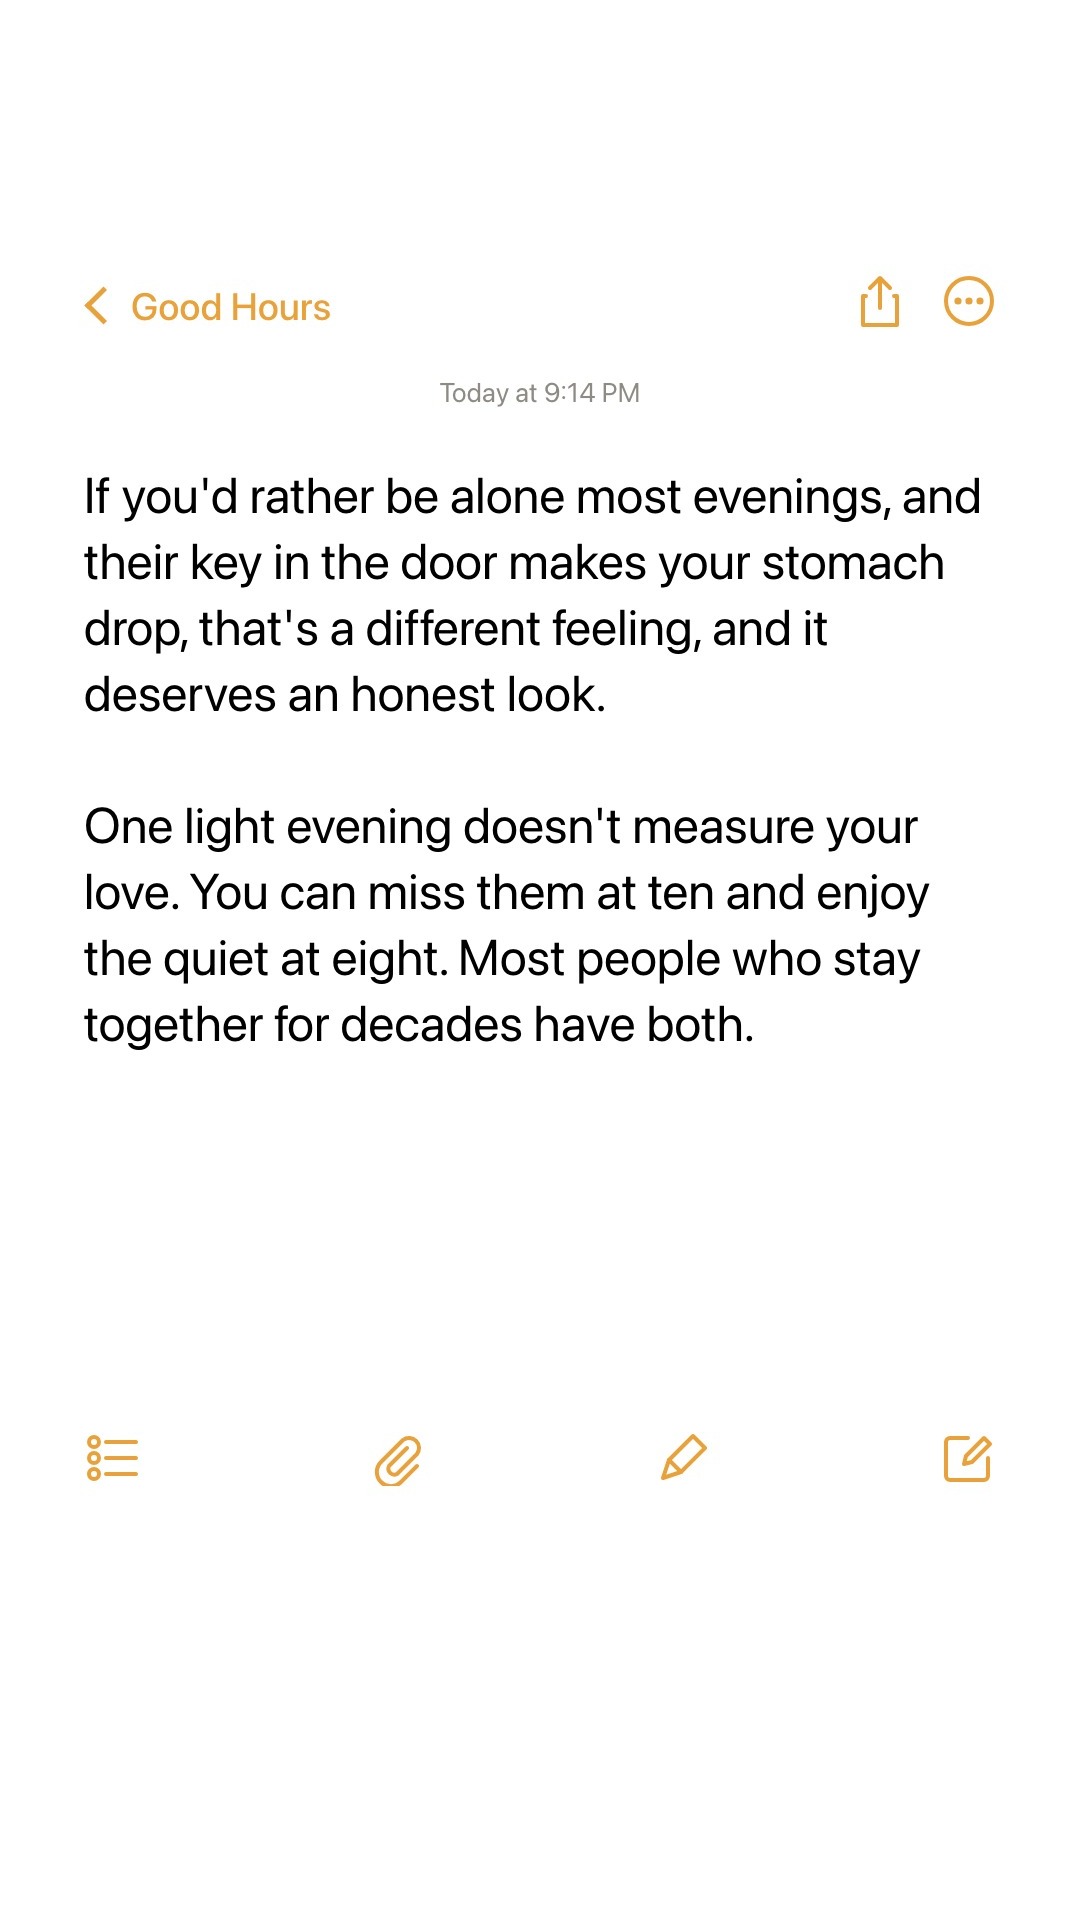 Good Hours
Today at 9:14 PM
If you'd rather be alone most evenings, and
their key in the door makes your stomach
drop, that's a different feeling, and it
deserves an honest look.
One light evening doesn't measure your
love. You can miss them at ten and enjoy
the quiet at eight. Most people who stay
together for decades have both.